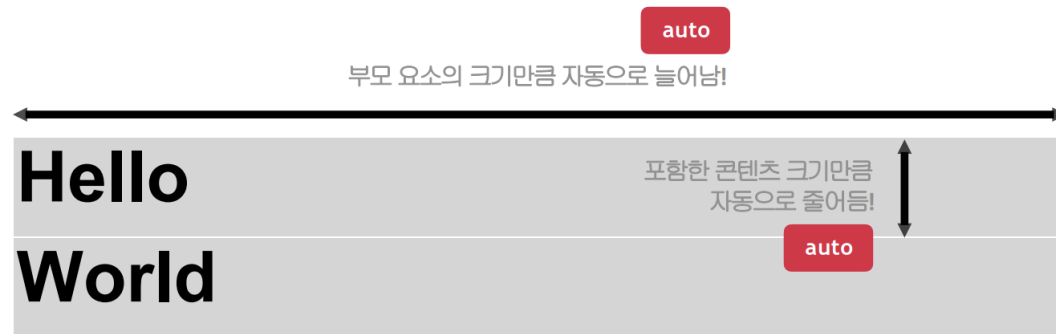 auto
부모 요소의 크기만큼 자동으로 늘어남!
Hello
포함한 콘텐츠 크기만큼
자동으로 줄어듬!
auto
World